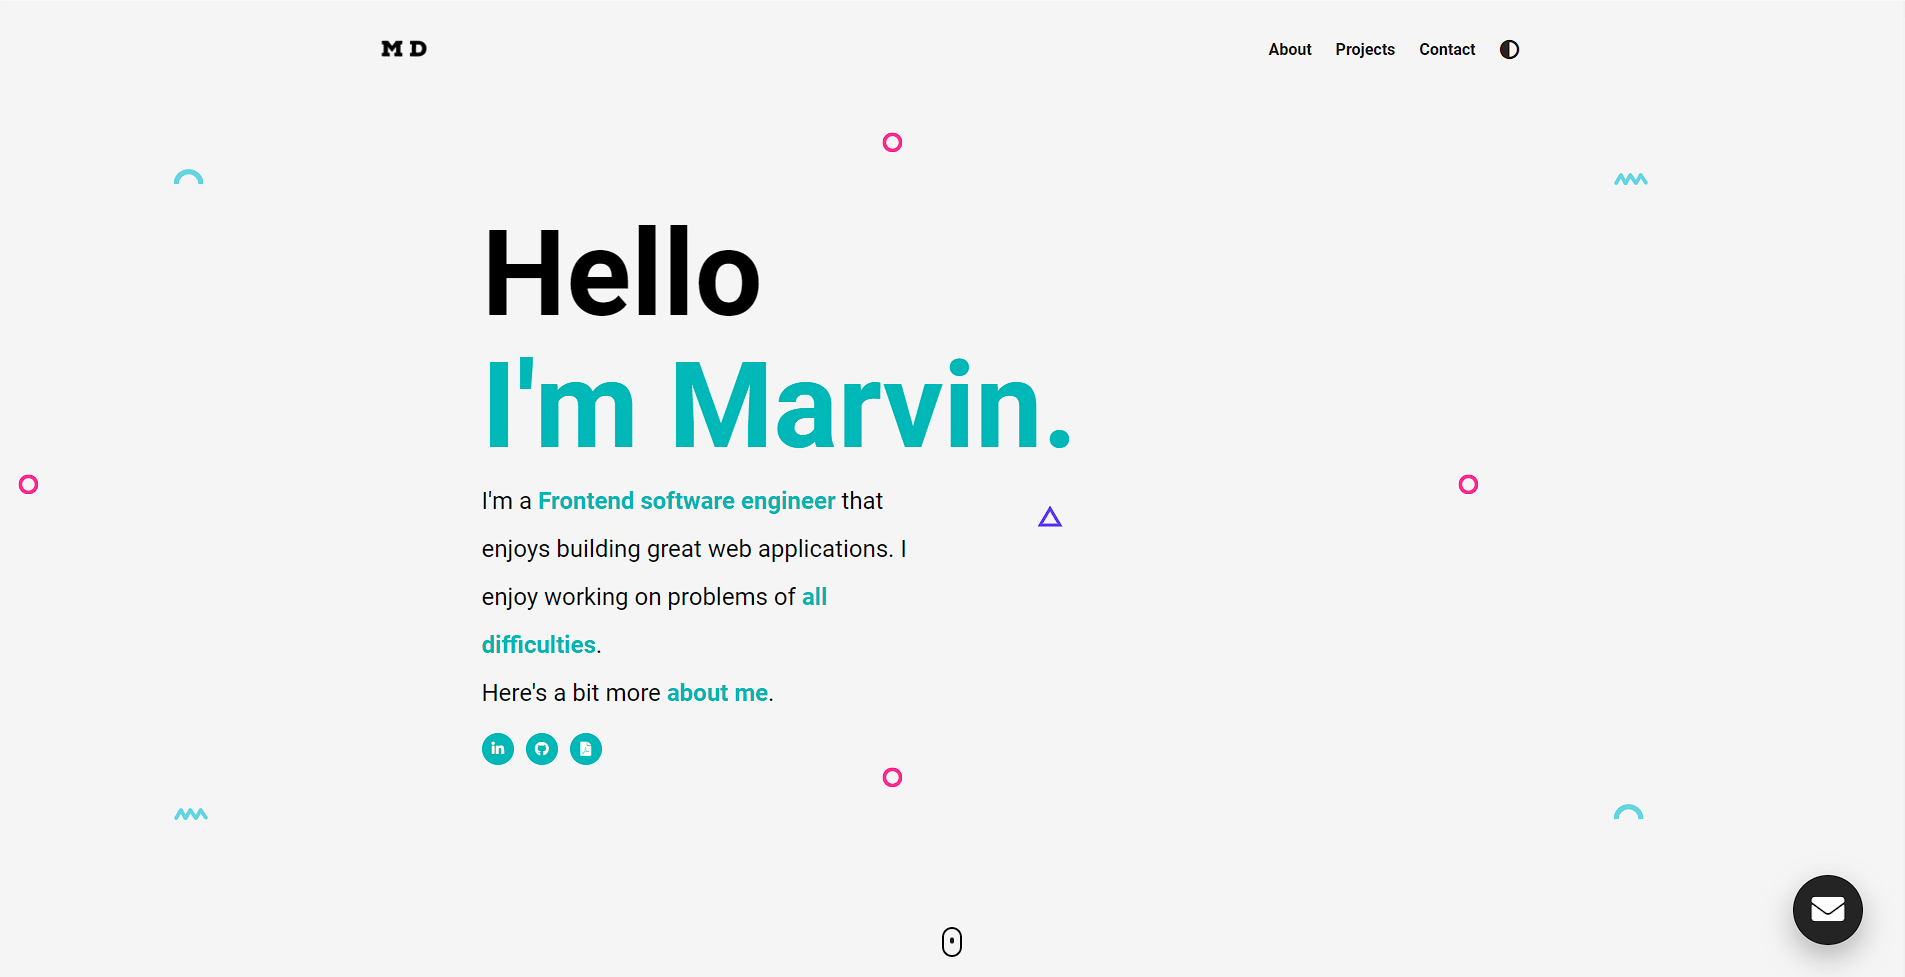 M D
About Projects Contact
Hello
I'm Marvin.
I'm a Frontend software engineer that
enjoys building great web applications. I
enjoy working on problems of all
difficulties.
Here's a bit more about me.
in